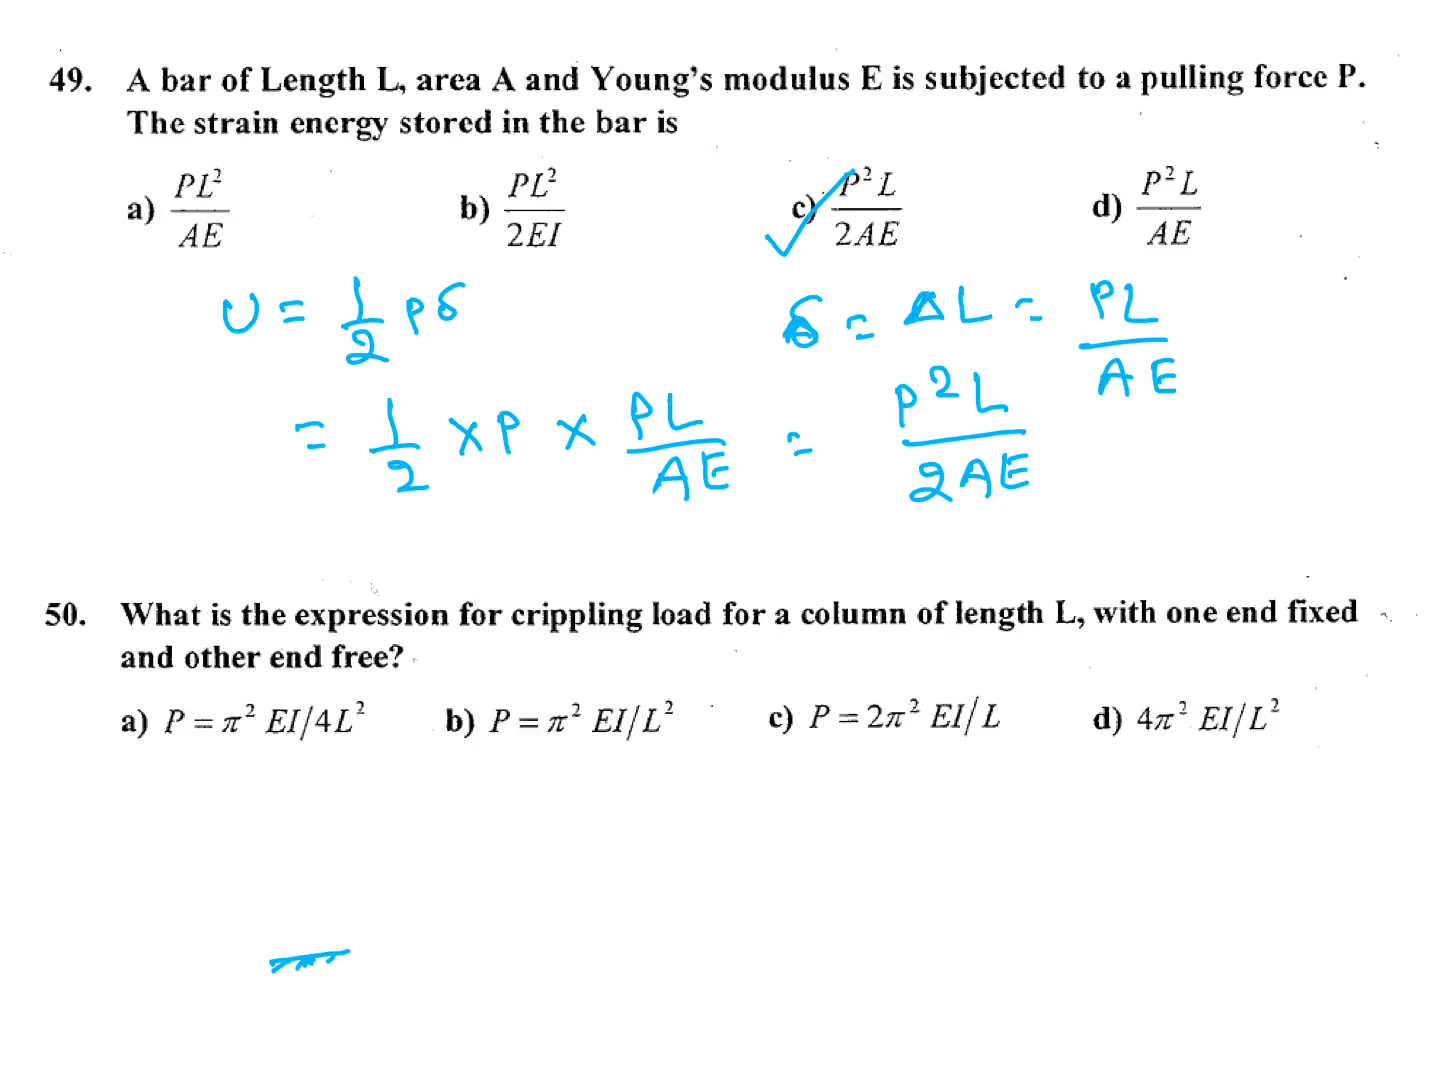 49. A bar of Length L, area A and Young's modulus E is subjected to a pulling force P.
The strain energy stored in the bar is
a) PL²/AE b) PL²/2EI c) P²L/2AE d) P²L/AE
U = 1/2 Pδ δ = ΔL = PL/AE
= 1/2 × P × PL/AE = P²L/2AE
50. What is the expression for crippling load for a column of length L, with one end fixed
and other end free?
a) P = π² EI/4L² b) P = π² EI/L² c) P = 2π² EI/L d) 4π² EI/L²